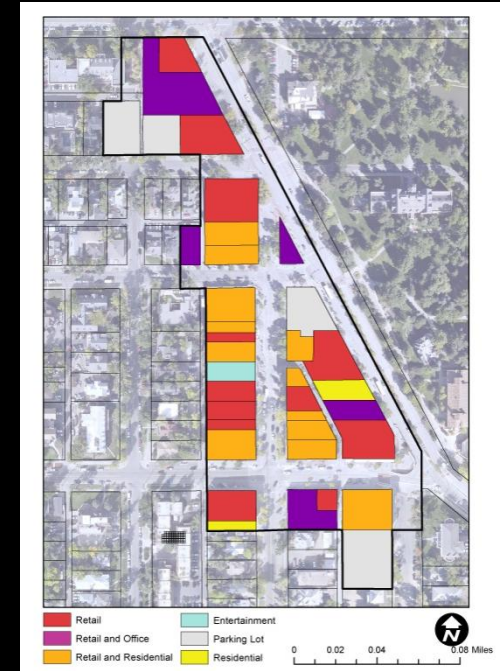 Retail
Retail and Office
Retail and Residential
Entertainment
Parking Lot
Residential
N
0 0.02 0.04 0.08 Miles